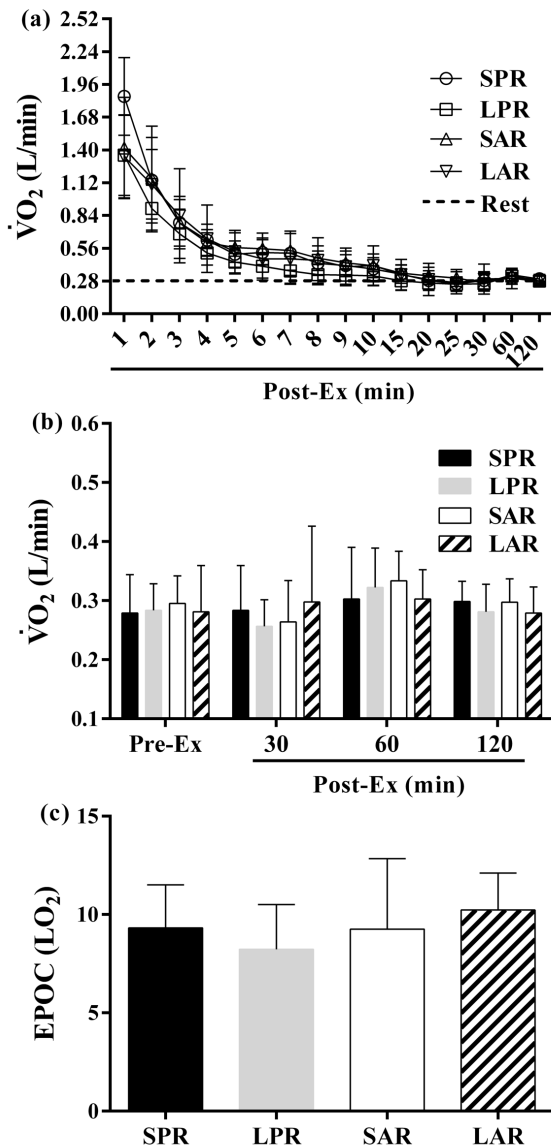 (a)
2.52
2.24
1.96
1.68
1.40
1.12
0.84
0.56
0.28
0.00
V̇O₂ (L/min)
SPR
LPR
SAR
LAR
Rest
1 2 3 4 5 6 7 8 9 10 15 20 25 30 60 120
Post-Ex (min)
(b)
0.6
0.5
0.4
0.3
0.2
0.1
V̇O₂ (L/min)
SPR
LPR
SAR
LAR
Pre-Ex 30 60 120
Post-Ex (min)
(c)
15
10
5
0
EPOC (LO₂)
SPR LPR SAR LAR